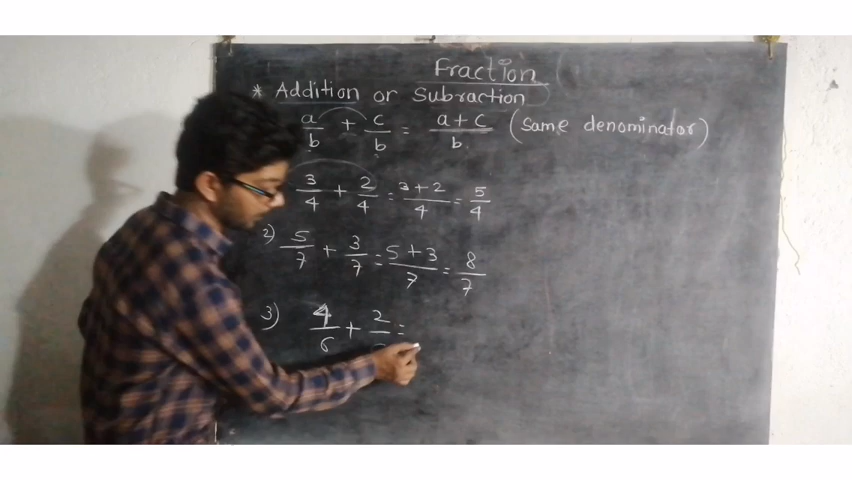 Fraction
* Addition or Subtraction
a/b + c/b = a+c/b (Same denominator)
3/4 + 2/4 = 3+2/4 = 5/4
2) 5/7 + 3/7 = 5+3/7 = 8/7
3) 4/6 + 2/ =